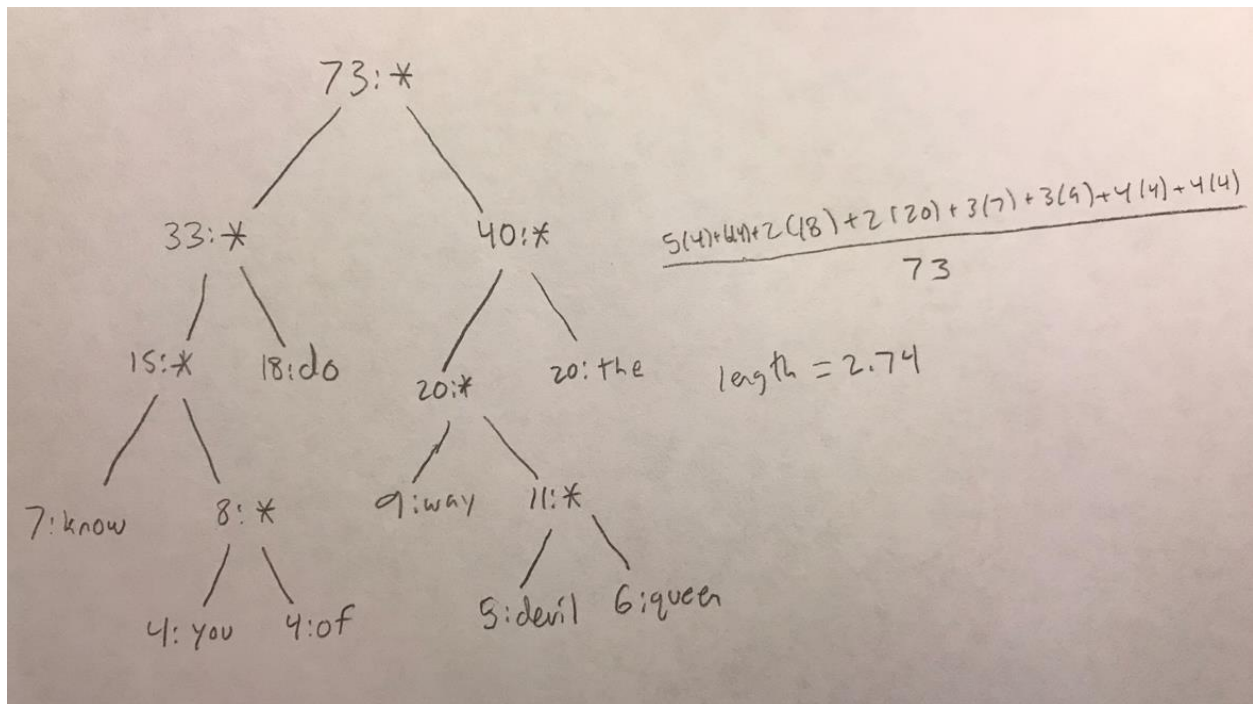 73:*
33:* 40:*
5(4)+6(4)+2(18)+2(20)+3(7)+3(9)+4(4)+4(4)
73
15:* 18:do 20:* 20:the
length = 2.74
7:know 8:* 9:way 11:*
4:you 4:of 5:devil 6:queen